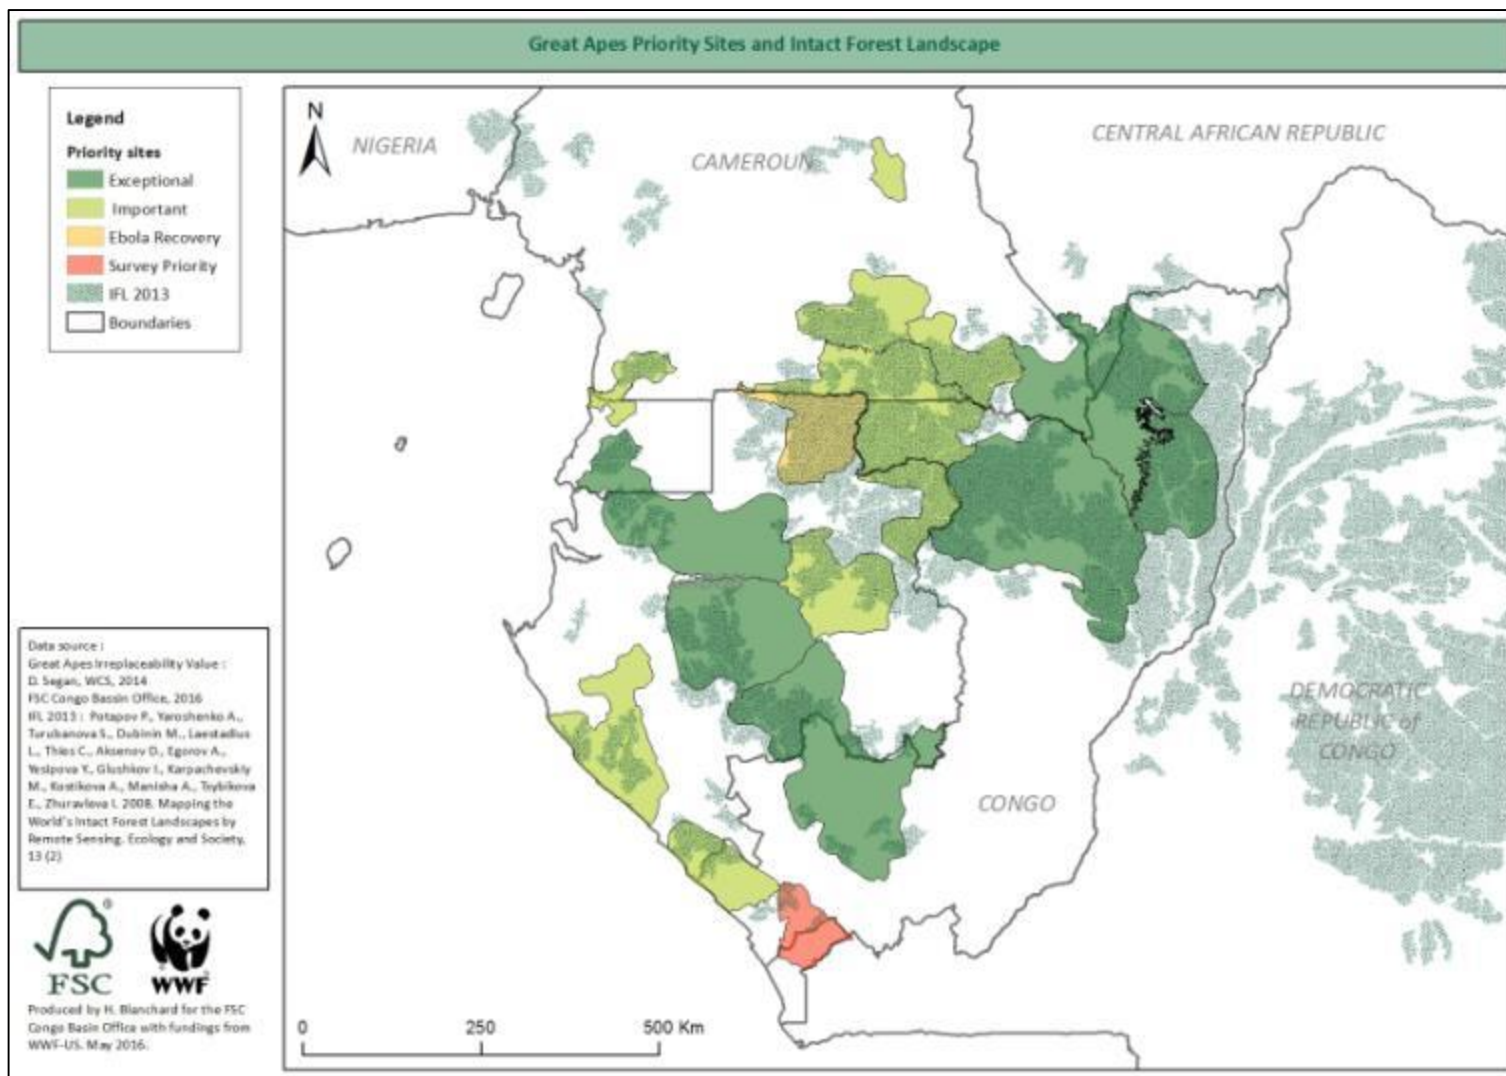 Great Apes Priority Sites and Intact Forest Landscape
Legend
Priority sites
Exceptional
Important
Ebola Recovery
Survey Priority
IFL 2013
Boundaries
N
NIGERIA
CAMEROUN
CENTRAL AFRICAN REPUBLIC
DEMOCRATIC
REPUBLIC of
CONGO
CONGO
Data source :
Great Apes Irreplaceability Value :
D. Segan, WCS, 2014
FSC Congo Bassin Office, 2016
IFL 2013 : Potapov P., Yaroshenko A.,
Turubanova S., Dubinin M., Laestadius
L., Thies C., Aksenov D., Egorov A.,
Yesipova Y., Glushkov I., Karpachevskiy
M., Kostikova A., Manisha A., Tsybikova
E., Zhuravleva I. 2008. Mapping the
World's Intact Forest Landscapes by
Remote Sensing. Ecology and Society,
13 (2)
FSC
WWF
Produced by H. Blanchard for the FSC
Congo Basin Office with fundings from
WWF-US. May 2016.
0 250 500 Km